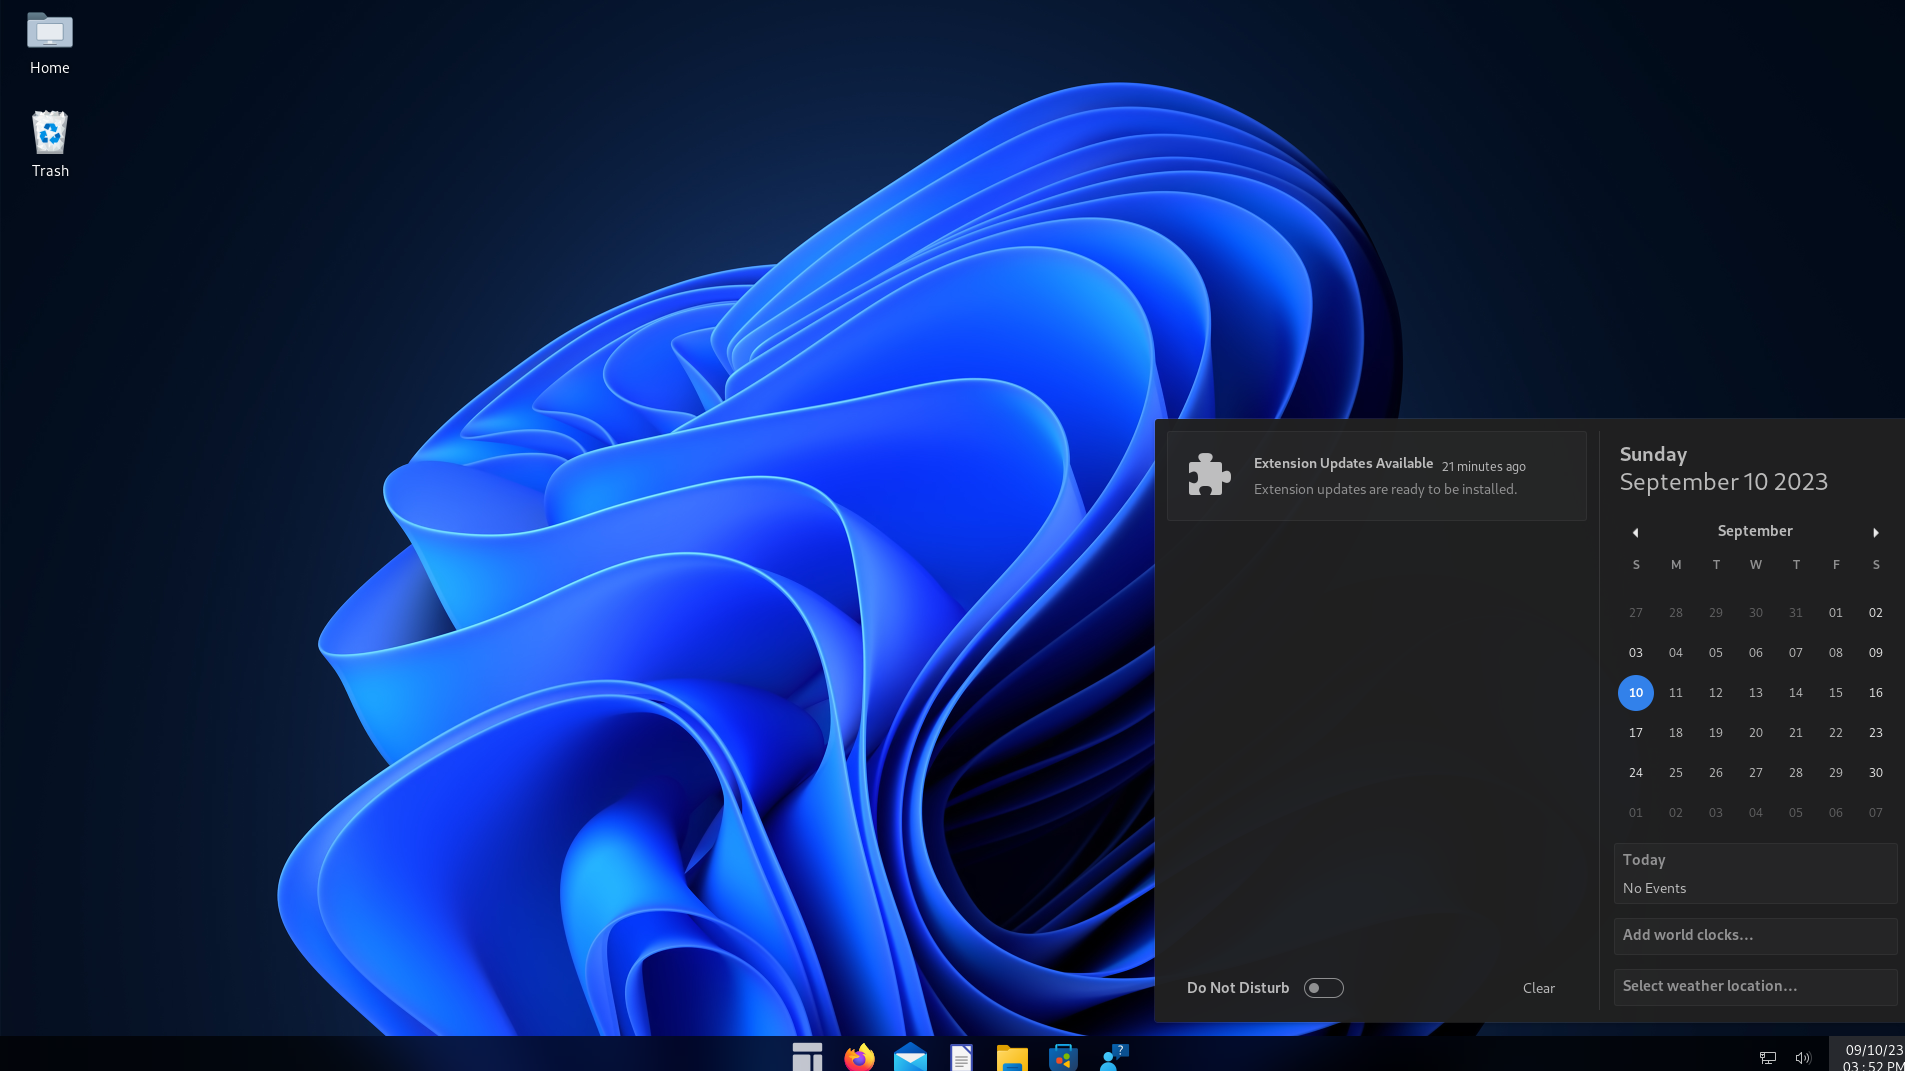 Home
Trash
Extension Updates Available 21 minutes ago
Extension updates are ready to be installed.
Do Not Disturb
Clear
Sunday
September 10 2023
September
S M T W T F S
27 28 29 30 31 01 02
03 04 05 06 07 08 09
10 11 12 13 14 15 16
17 18 19 20 21 22 23
24 25 26 27 28 29 30
01 02 03 04 05 06 07
Today
No Events
Add world clocks...
Select weather location...
?
09/10/23
03:52 PM